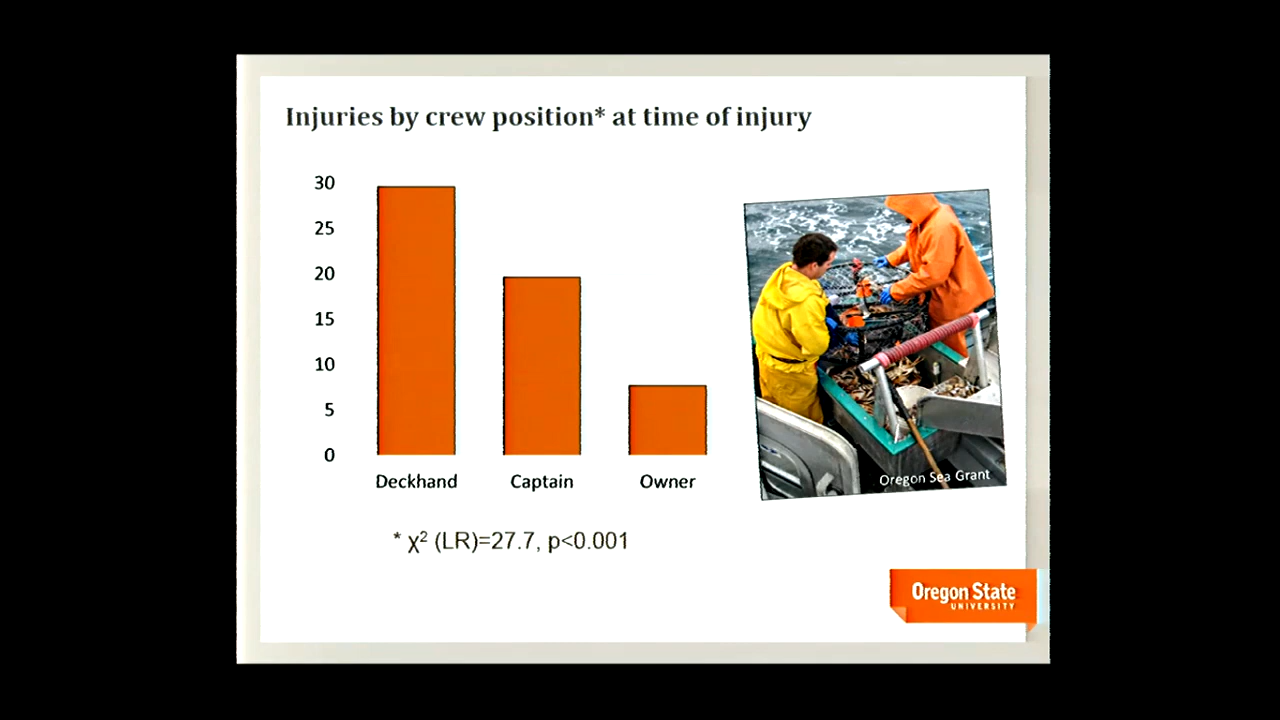 Injuries by crew position* at time of injury
30
25
20
15
10
5
0
Deckhand Captain Owner
Oregon Sea Grant
* χ² (LR)=27.7, p<0.001
Oregon State
UNIVERSITY